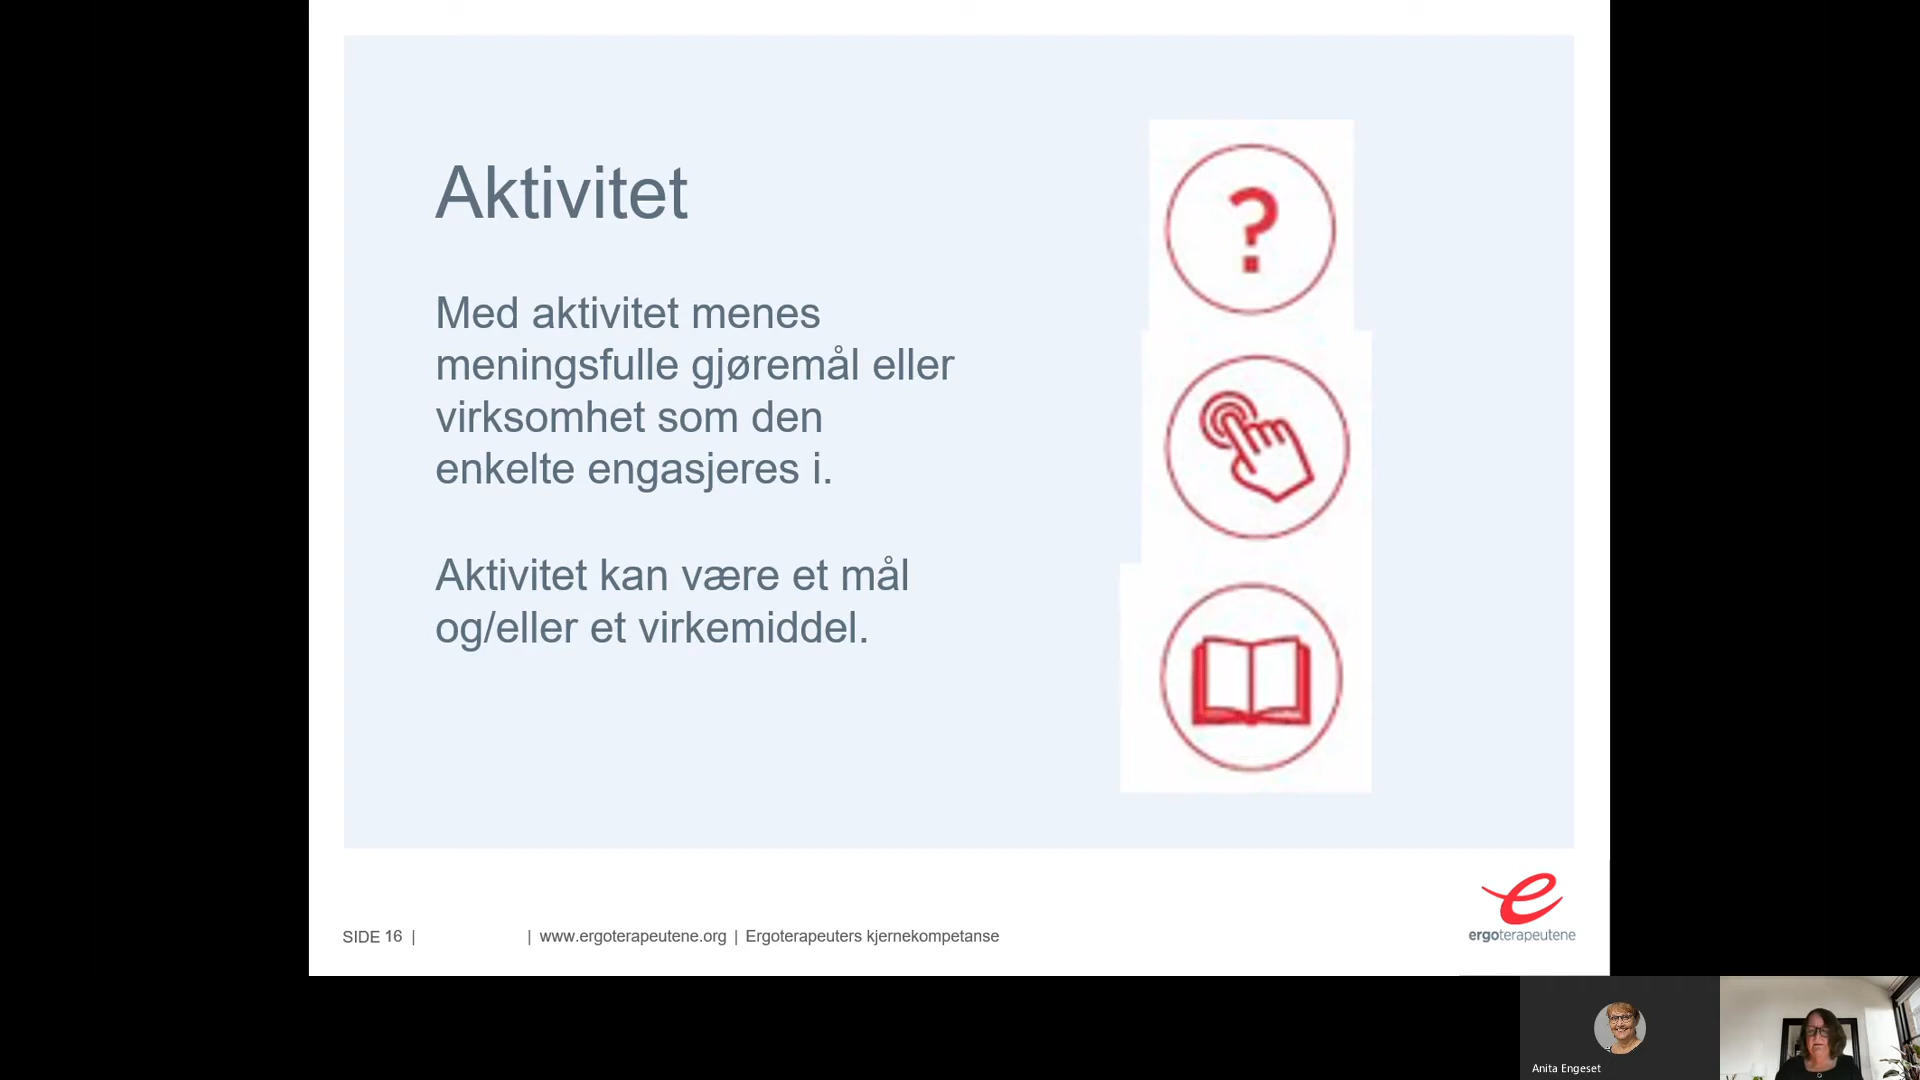 Aktivitet
Med aktivitet menes
meningsfulle gjøremål eller
virksomhet som den
enkelte engasjeres i.
Aktivitet kan være et mål
og/eller et virkemiddel.
?
SIDE 16 | | www.ergoterapeutene.org | Ergoterapeuters kjernekompetanse
ergoterapeutene
Anita Engeset